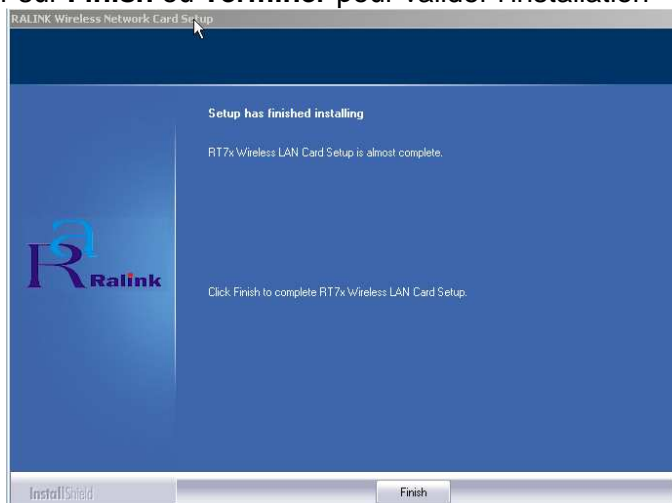 sur Finish ou Terminer pour valider l'installation
RALINK Wireless Network Card Setup
Setup has finished installing
RT7x Wireless LAN Card Setup is almost complete.
Ralink
Click Finish to complete RT7x Wireless LAN Card Setup.
InstallShield
Finish